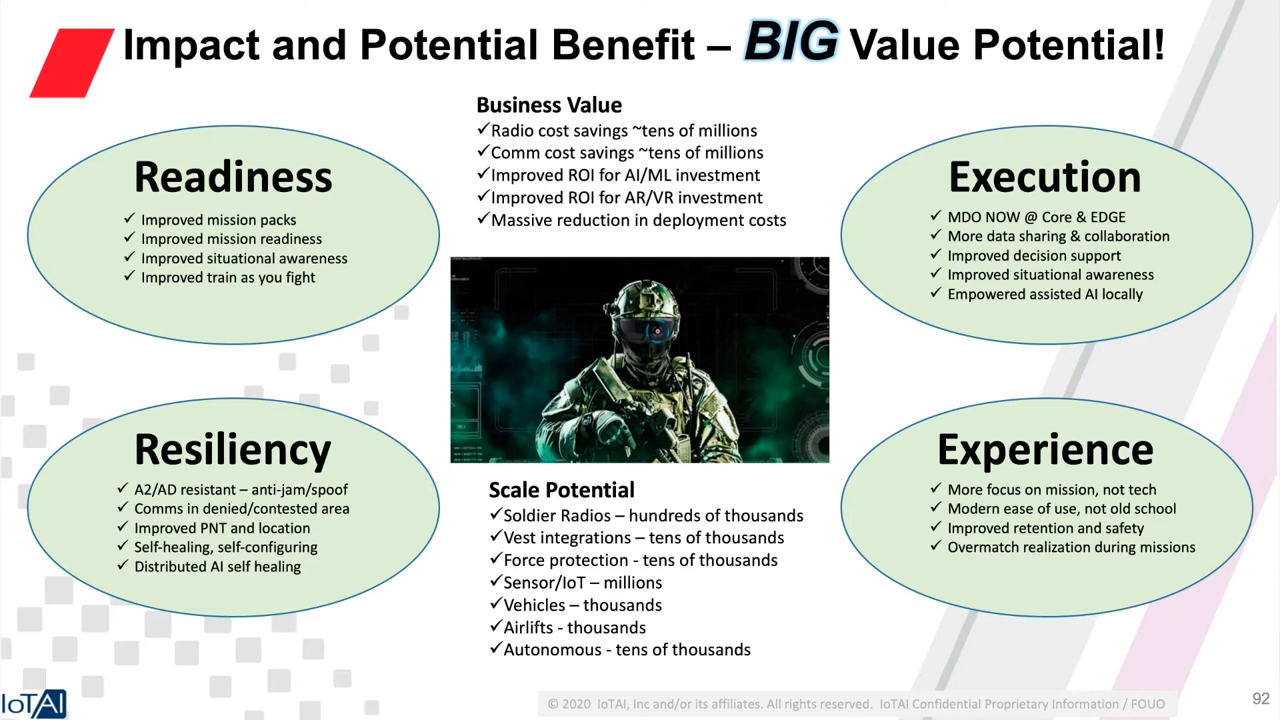 Impact and Potential Benefit – BIG Value Potential!
Readiness
✓ Improved mission packs
✓ Improved mission readiness
✓ Improved situational awareness
✓ Improved train as you fight
Business Value
✓Radio cost savings ~tens of millions
✓Comm cost savings ~tens of millions
✓Improved ROI for AI/ML investment
✓Improved ROI for AR/VR investment
✓Massive reduction in deployment costs
Execution
✓ MDO NOW @ Core & EDGE
✓ More data sharing & collaboration
✓ Improved decision support
✓ Improved situational awareness
✓ Empowered assisted AI locally
Resiliency
✓ A2/AD resistant – anti-jam/spoof
✓ Comms in denied/contested area
✓ Improved PNT and location
✓ Self-healing, self-configuring
✓ Distributed AI self healing
Scale Potential
✓Soldier Radios – hundreds of thousands
✓Vest integrations – tens of thousands
✓Force protection - tens of thousands
✓Sensor/IoT – millions
✓Vehicles – thousands
✓Airlifts - thousands
✓Autonomous - tens of thousands
Experience
✓ More focus on mission, not tech
✓ Modern ease of use, not old school
✓ Improved retention and safety
✓ Overmatch realization during missions
IoTAI
© 2020 IoTAI, Inc and/or its affiliates. All rights reserved. IoTAI Confidential Proprietary Information / FOUO
92